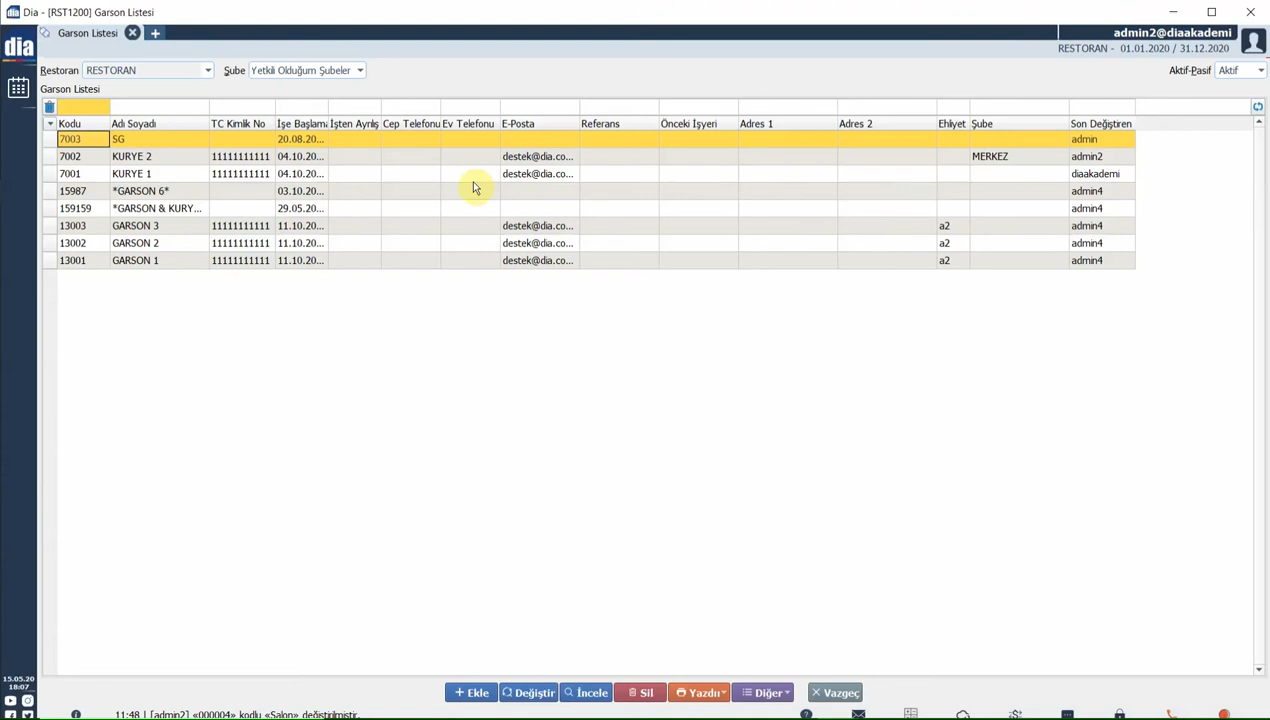 Dia - [RST1200] Garson Listesi
dia
Garson Listesi
admin2@diaakademi
RESTORAN - 01.01.2020 / 31.12.2020
Restoran RESTORAN Şube Yetkili Olduğum Şubeler Aktif-Pasif Aktif
Garson Listesi
Kodu Adı Soyadı TC Kimlik No İşe Başlama İşten Ayrılış Cep Telefonu Ev Telefonu E-Posta Referans Önceki İşyeri Adres 1 Adres 2 Ehliyet Şube Son Değiştiren
7003 SG 20.08.20... admin
7002 KURYE 2 11111111111 04.10.20... destek@dia.co... MERKEZ admin2
7001 KURYE 1 11111111111 04.10.20... destek@dia.co... diaakademi
15987 *GARSON 6* 03.10.20... admin4
159159 *GARSON & KURY... 29.05.20... admin4
13003 GARSON 3 11111111111 11.10.20... destek@dia.co... a2 admin4
13002 GARSON 2 11111111111 11.10.20... destek@dia.co... a2 admin4
13001 GARSON 1 11111111111 11.10.20... destek@dia.co... a2 admin4
15.05.20
18:07
+ Ekle Değiştir İncele Sil Yazdır Diğer Vazgeç
11:48 | [admin2] «000004» kodlu «Salon» değiştirilmiştir.